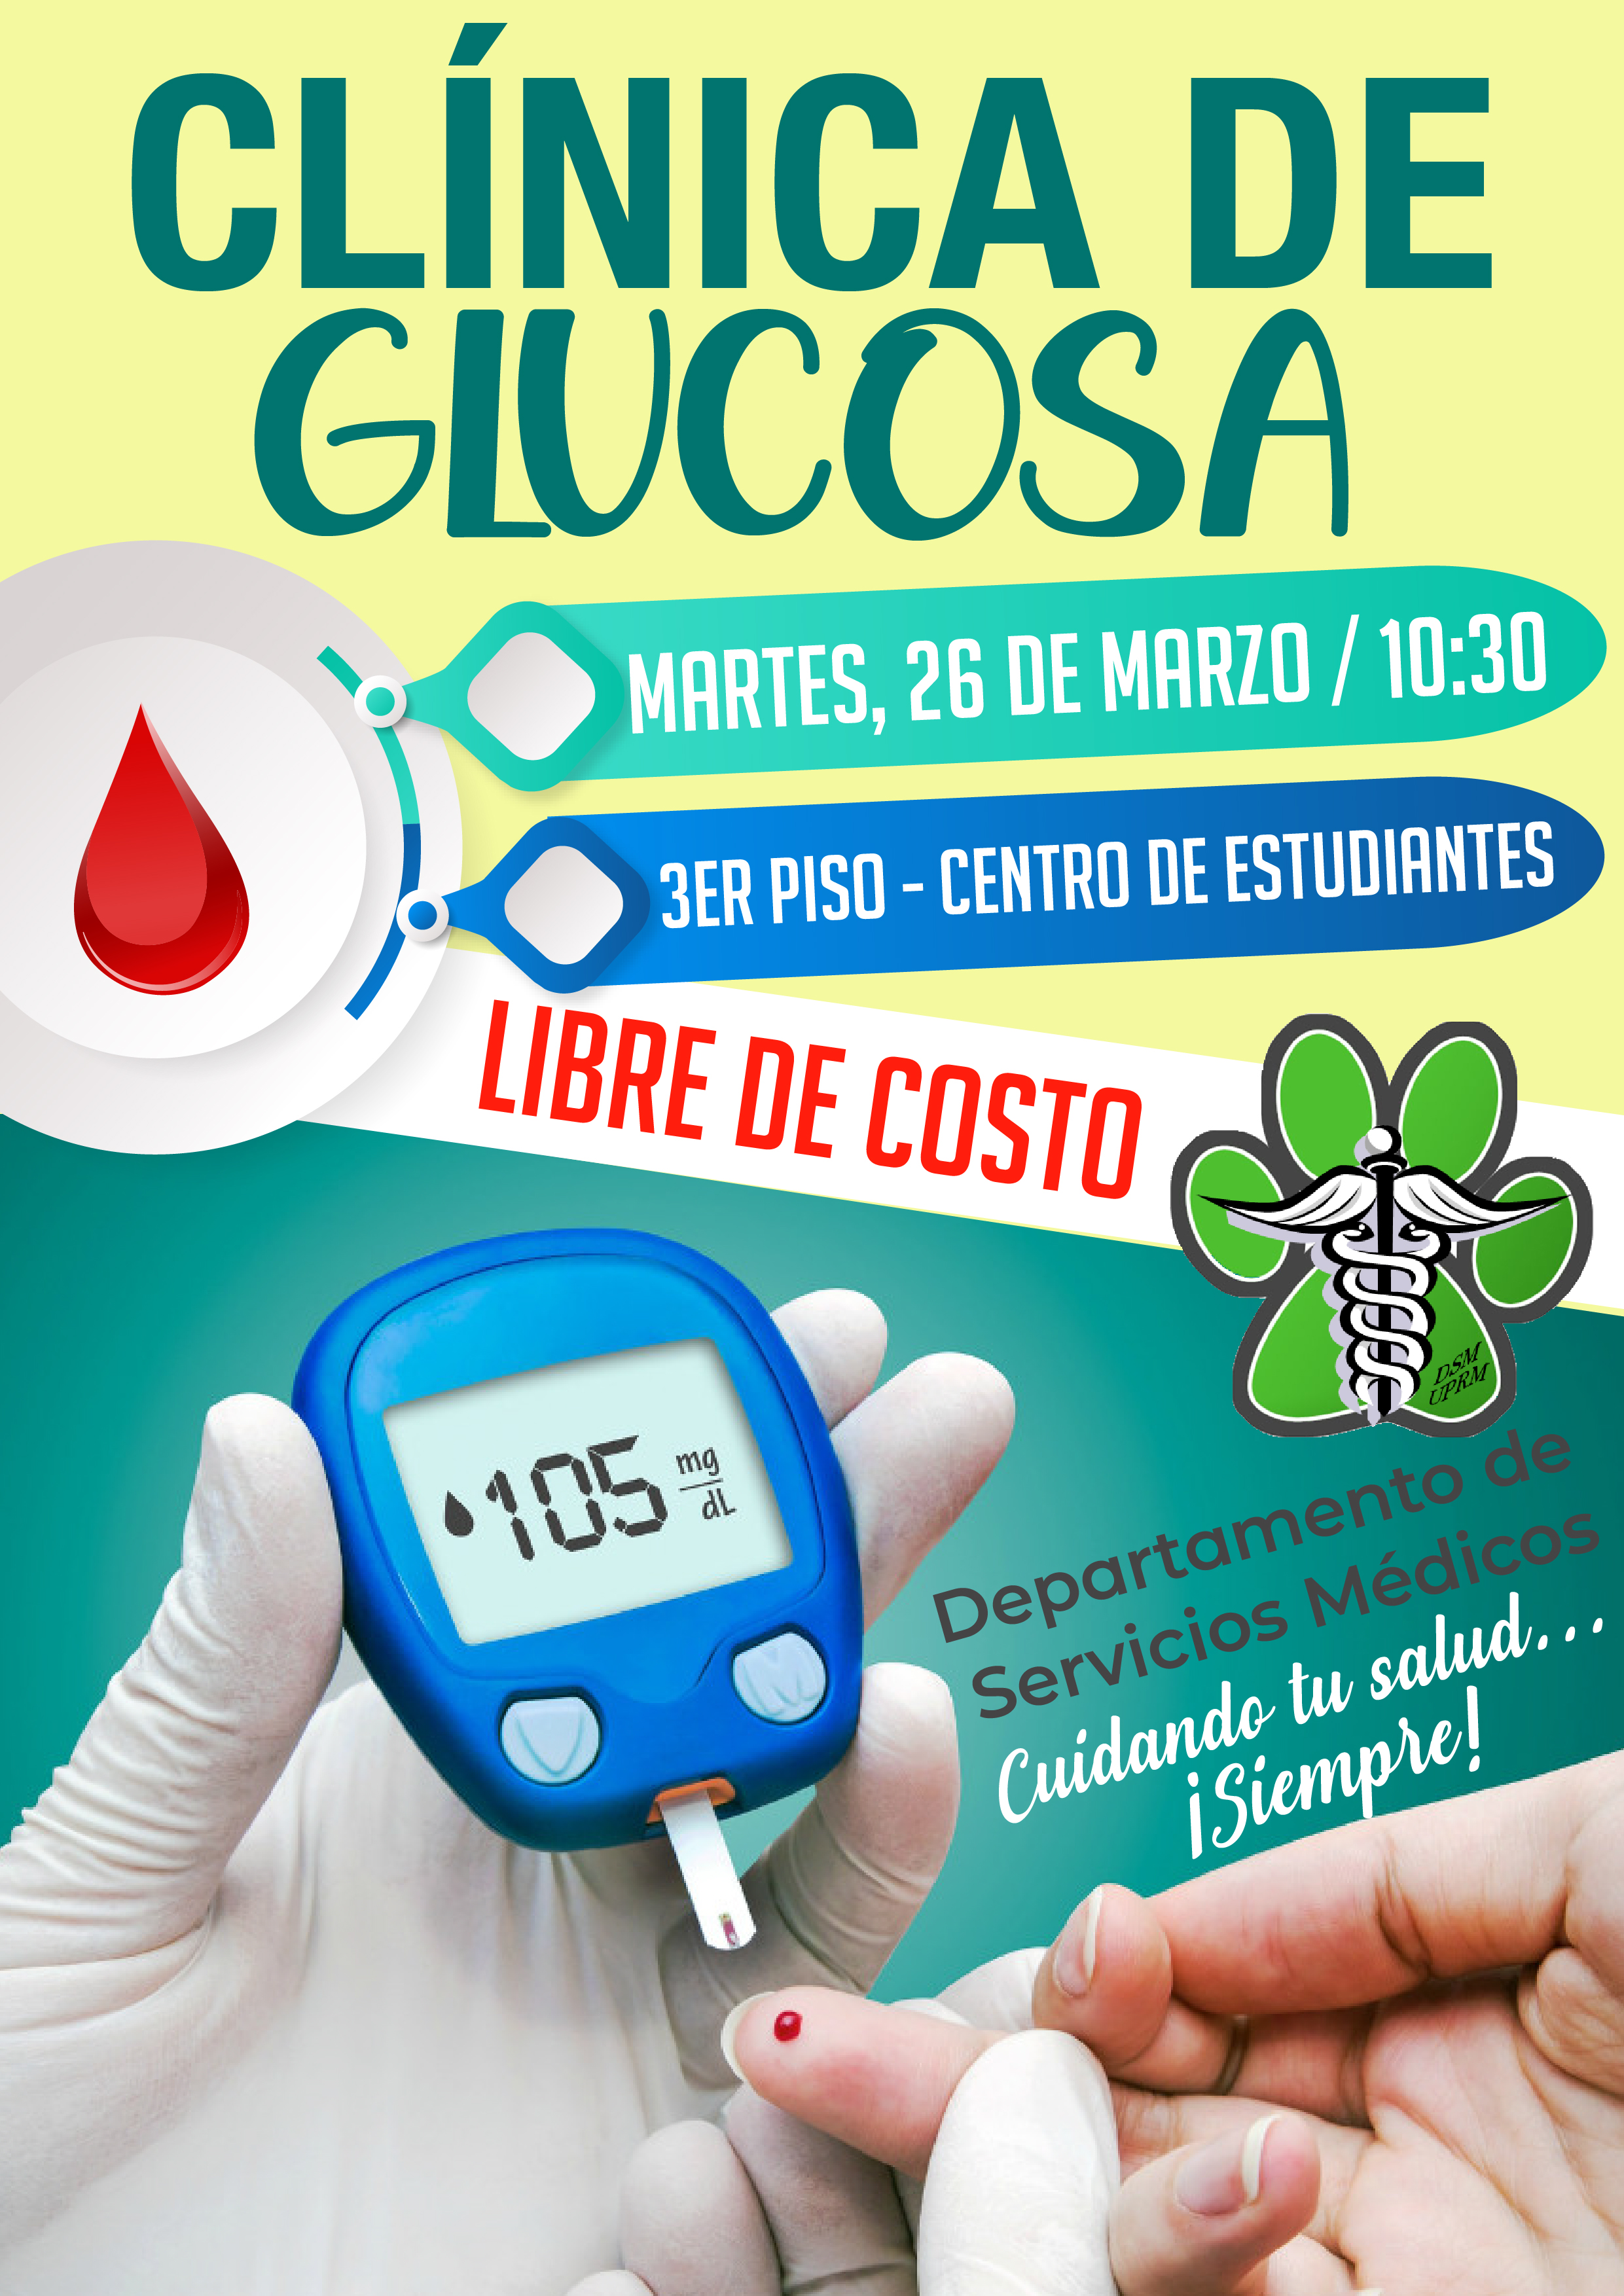 CLÍNICA DE
GLUCOSA
MARTES, 26 DE MARZO / 10:30
3ER PISO - CENTRO DE ESTUDIANTES
LIBRE DE COSTO
DSM
UPRM
105 mg/dL
Departamento de
Servicios Médicos
Cuidando tu salud...
¡Siempre!
M